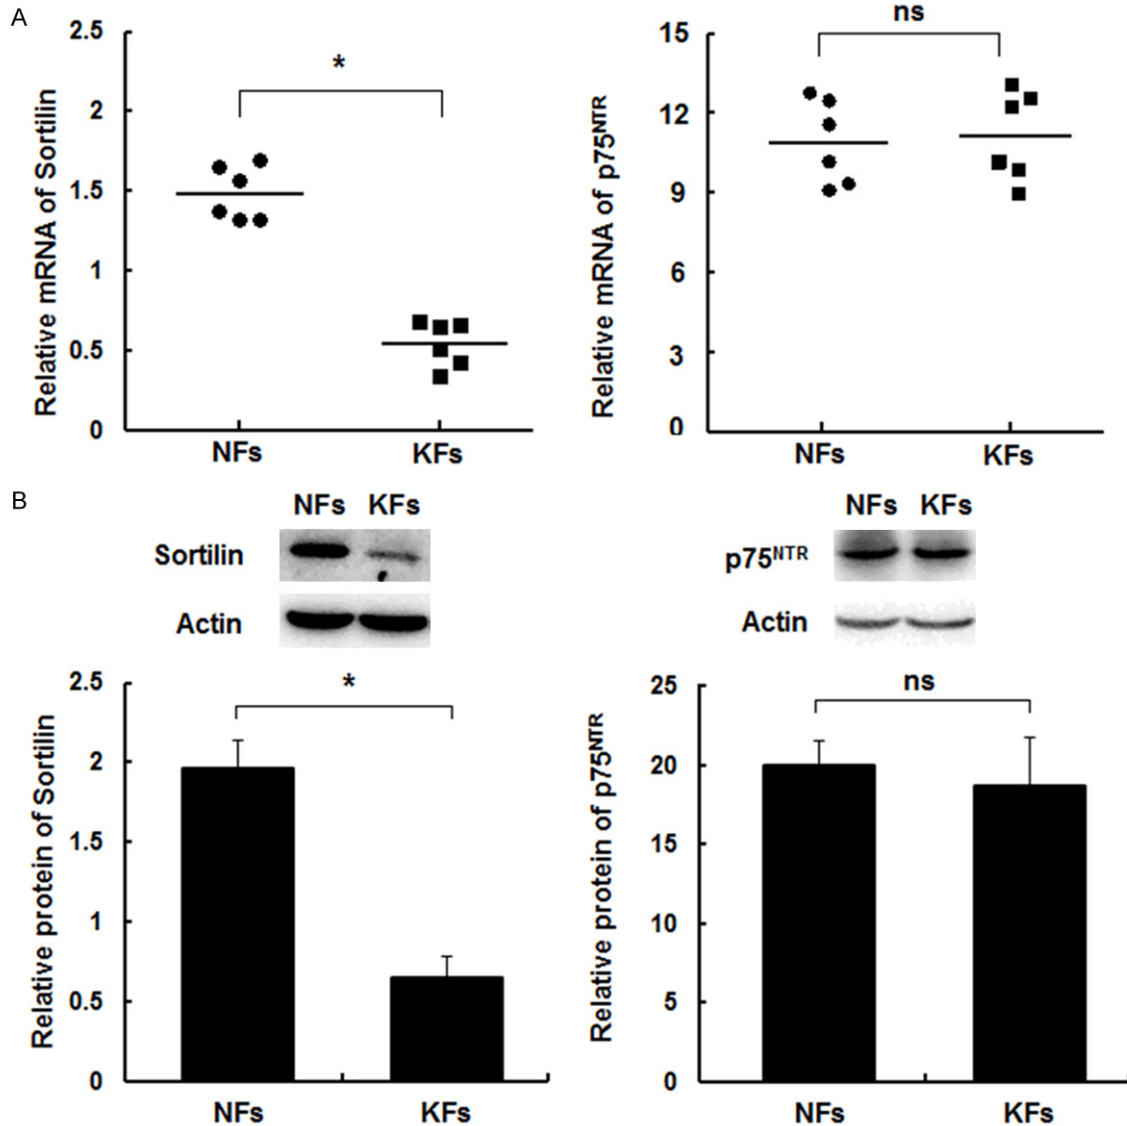 A
Relative mRNA of Sortilin
2.5
2
1.5
1
0.5
0
*
NFs KFs
Relative mRNA of p75NTR
15
12
9
6
3
0
ns
NFs KFs
B
NFs KFs
Sortilin
Actin
NFs KFs
p75NTR
Actin
Relative protein of Sortilin
2.5
2
1.5
1
0.5
0
*
NFs KFs
Relative protein of p75NTR
25
20
15
10
5
0
ns
NFs KFs